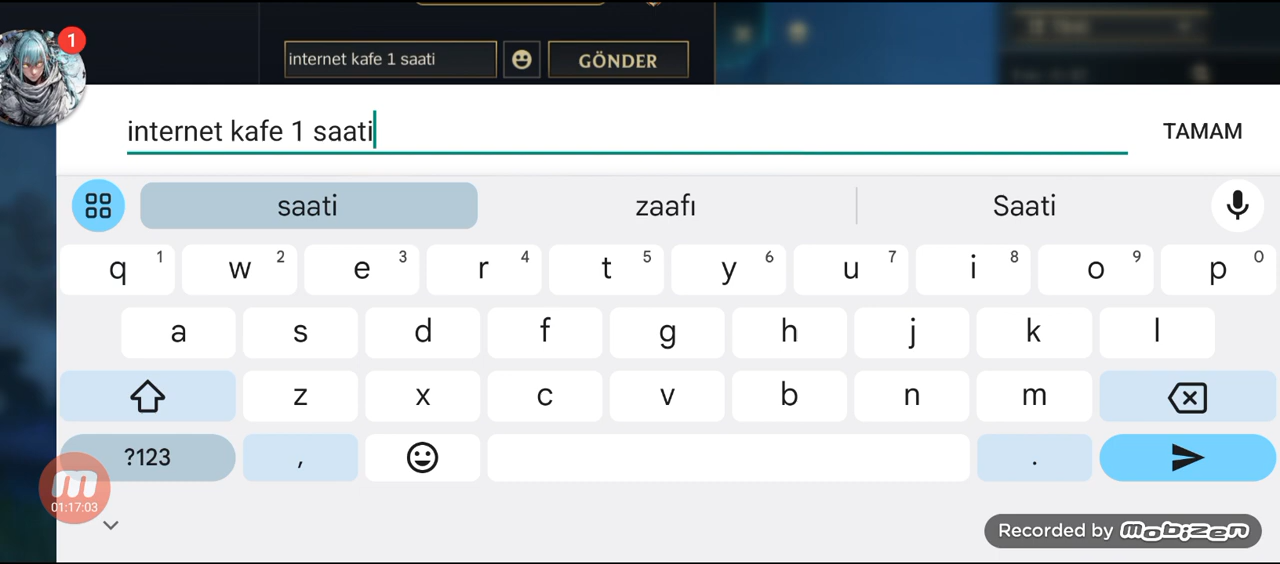 1
internet kafe 1 saati
GÖNDER
internet kafe 1 saati
TAMAM
saati
zaafı
Saati
q 1 w 2 e 3 r 4 t 5 y 6 u 7 i 8 o 9 p 0
a s d f g h j k l
z x c v b n m
?123 , .
01:17:03
Recorded by mobizen